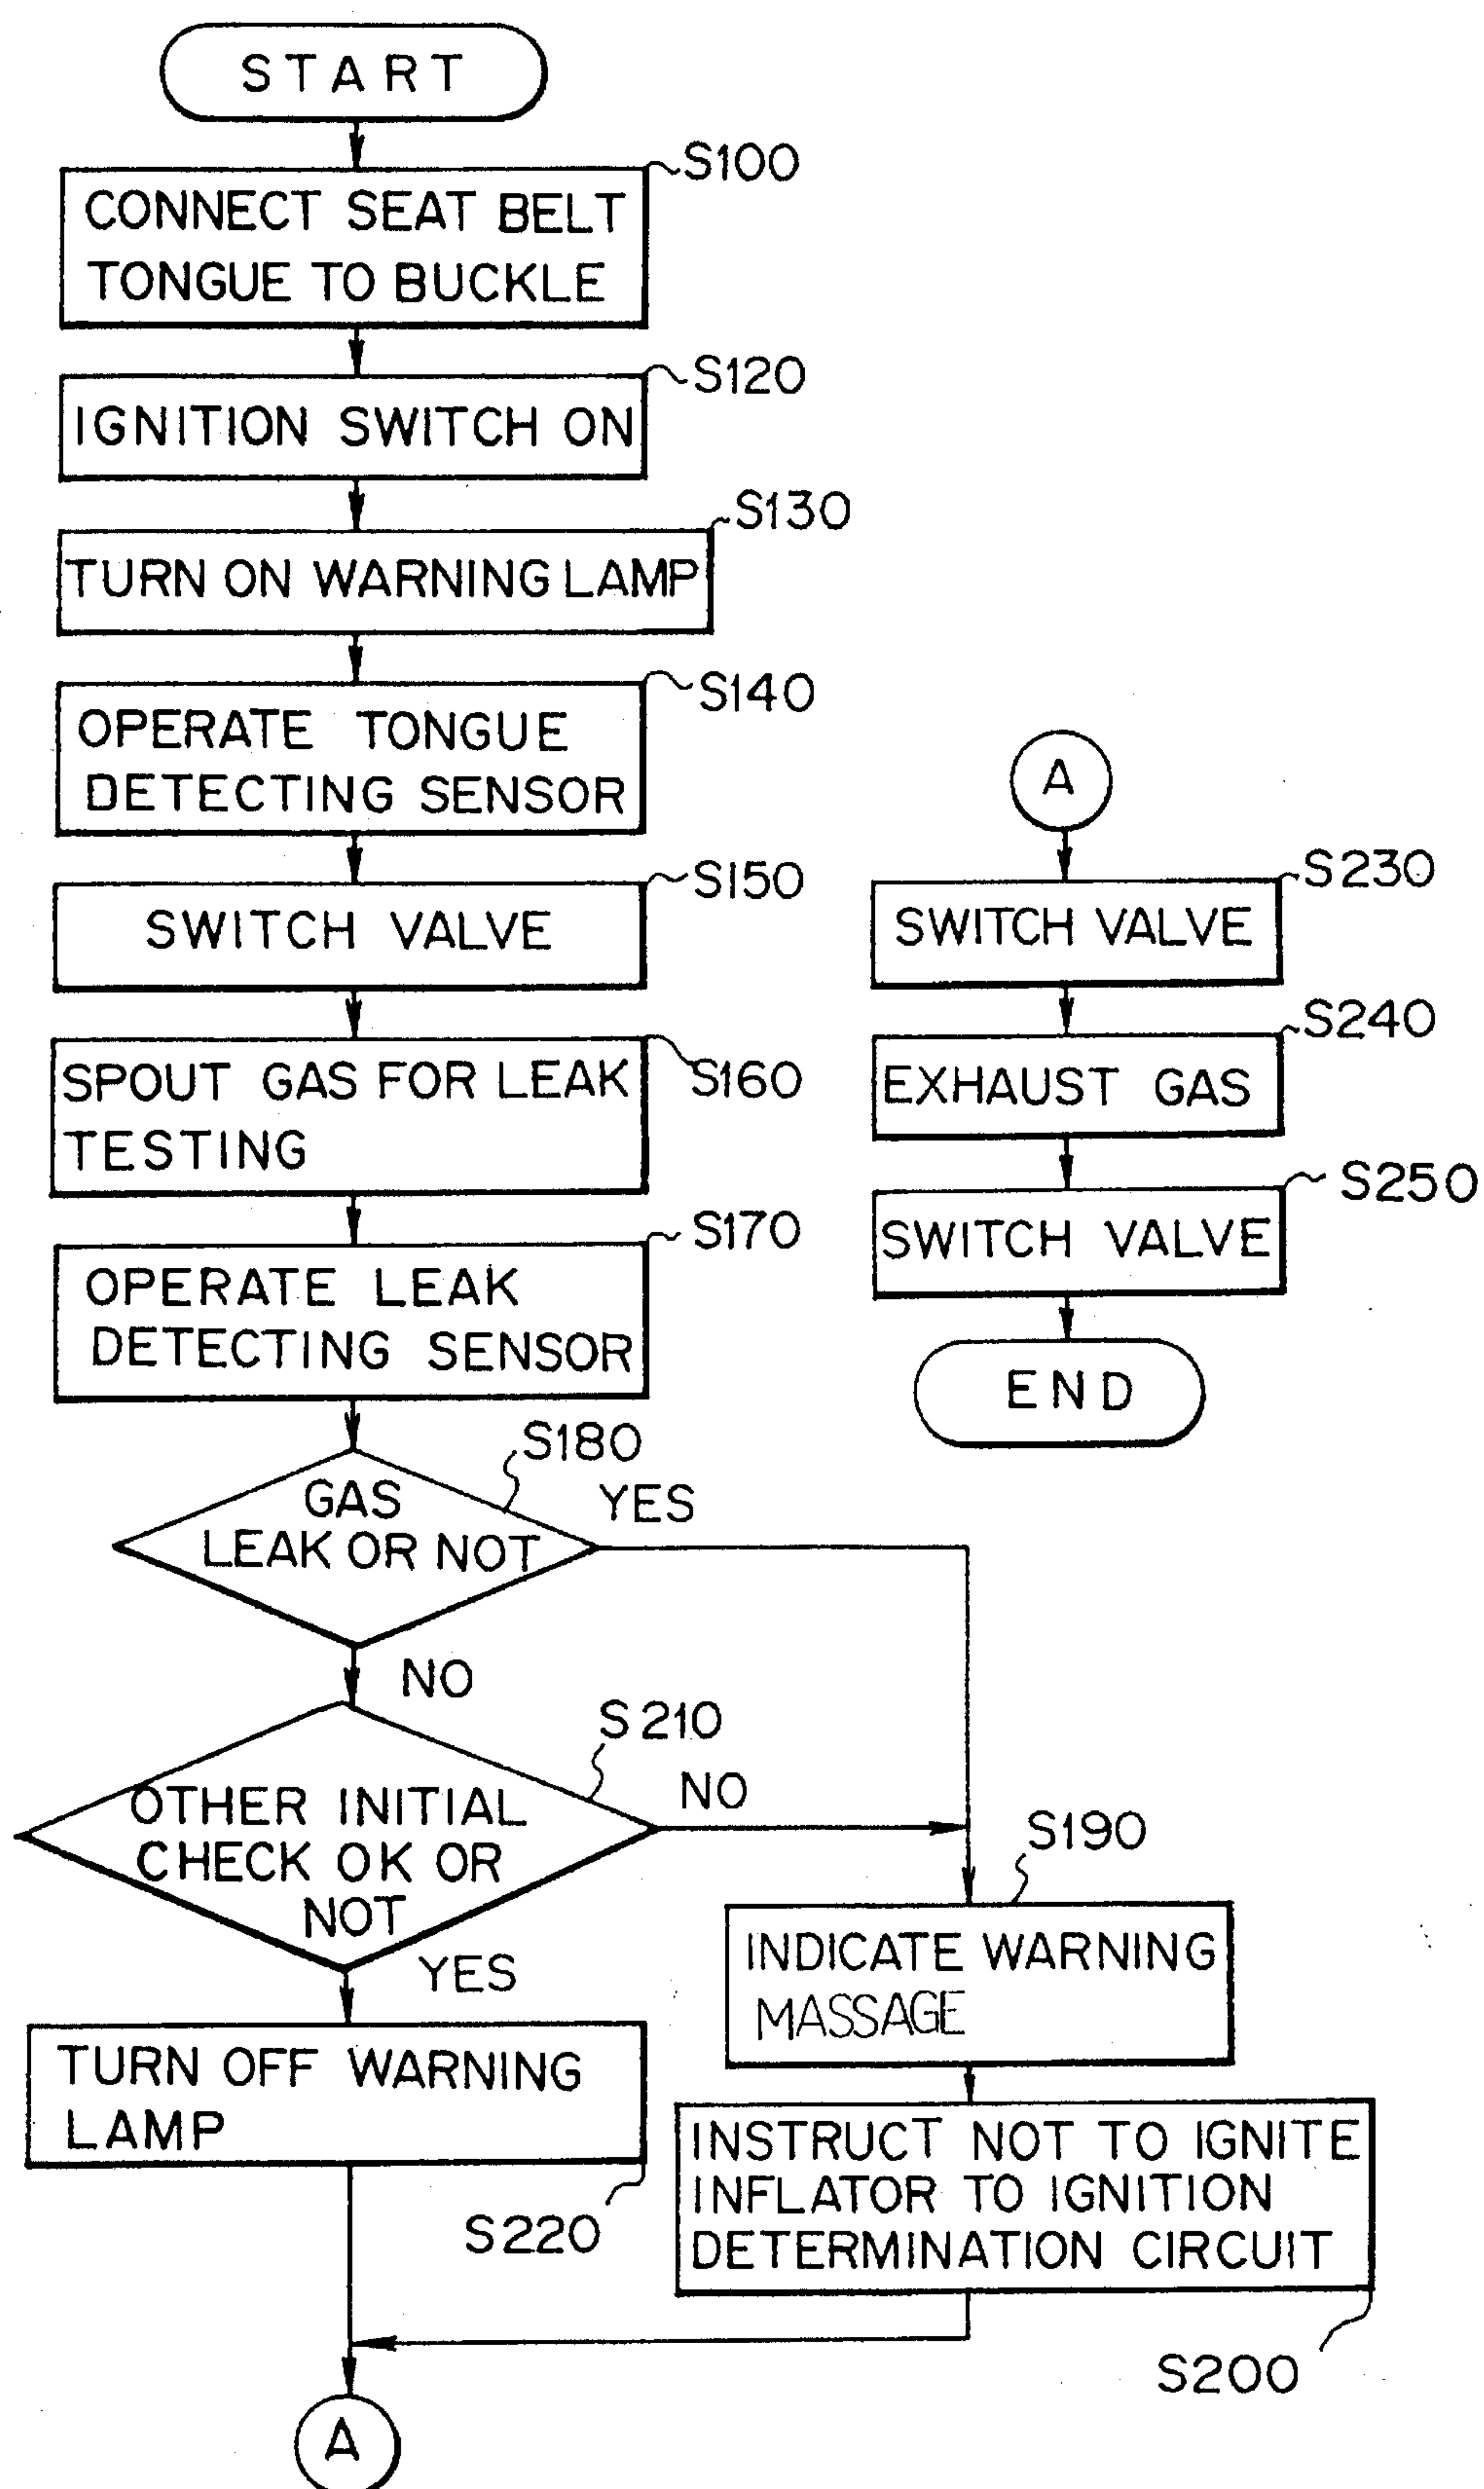 START
S100
CONNECT SEAT BELT
TONGUE TO BUCKLE
S120
IGNITION SWITCH ON
S130
TURN ON WARNING LAMP
S140
OPERATE TONGUE
DETECTING SENSOR
S150
SWITCH VALVE
S160
SPOUT GAS FOR LEAK
TESTING
S170
OPERATE LEAK
DETECTING SENSOR
S180
GAS
LEAK OR NOT
YES
NO
S210
OTHER INITIAL
CHECK OK OR
NOT
NO
YES
S190
INDICATE WARNING
MASSAGE
TURN OFF WARNING
LAMP
S220
INSTRUCT NOT TO IGNITE
INFLATOR TO IGNITION
DETERMINATION CIRCUIT
S200
A
A
S230
SWITCH VALVE
S240
EXHAUST GAS
S250
SWITCH VALVE
END